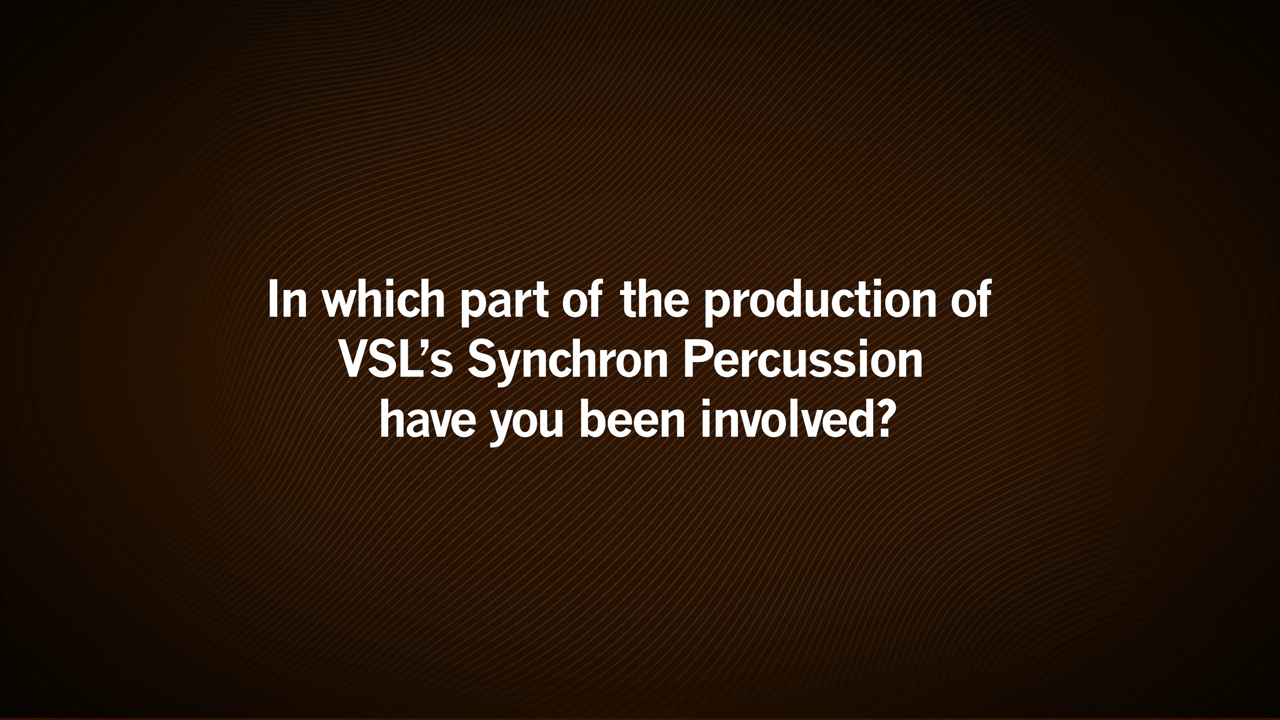 In which part of the production of
VSL’s Synchron Percussion
have you been involved?